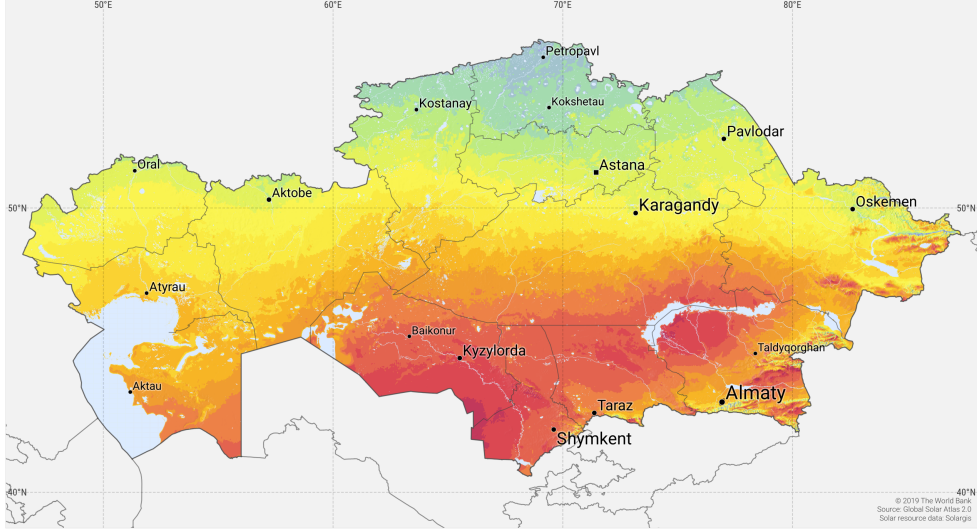 50°E
60°E
70°E
80°E
Petropavl
Kostanay
Kokshetau
Pavlodar
Oral
Astana
Aktobe
Karagandy
Oskemen
50°N
50°N
Atyrau
Baikonur
Kyzylorda
Taldyqorghan
Aktau
Almaty
Taraz
Shymkent
40°N
40°N
© 2019 The World Bank
Source: Global Solar Atlas 2.0
Solar resource data: Solargis